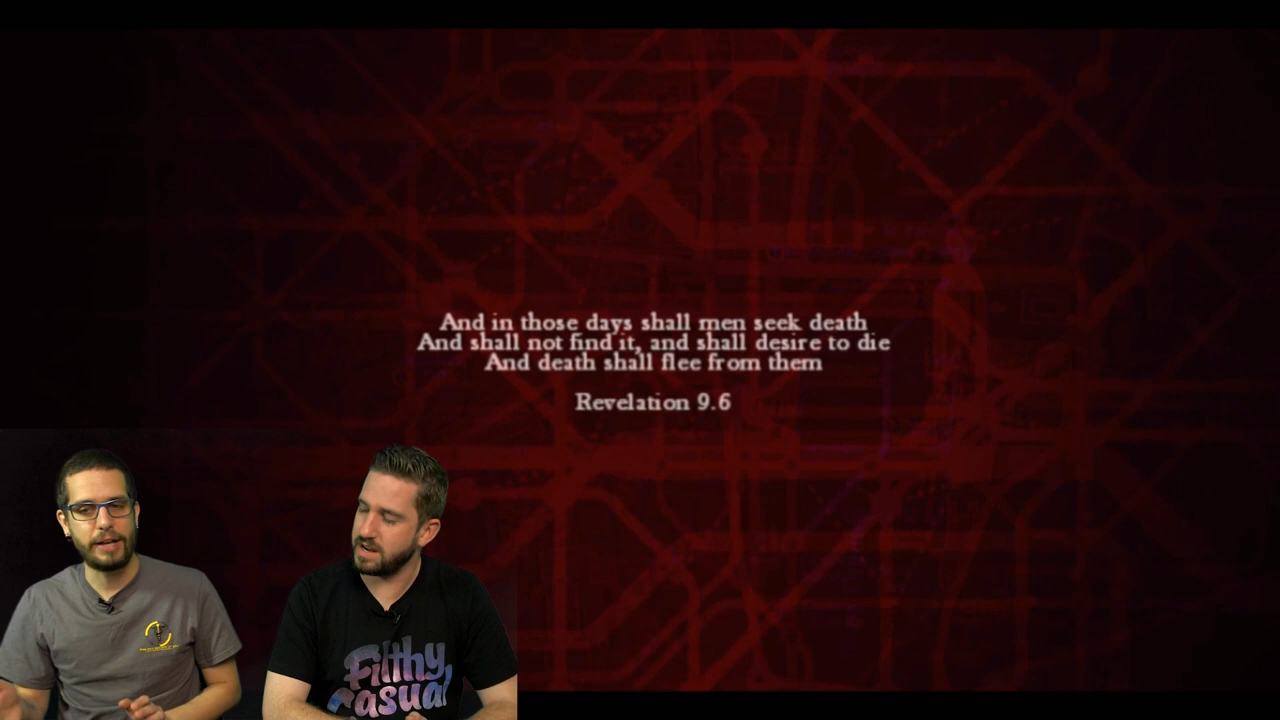 And in those days shall men seek death
And shall not find it, and shall desire to die
And death shall flee from them
Revelation 9.6
Filthy
Casual